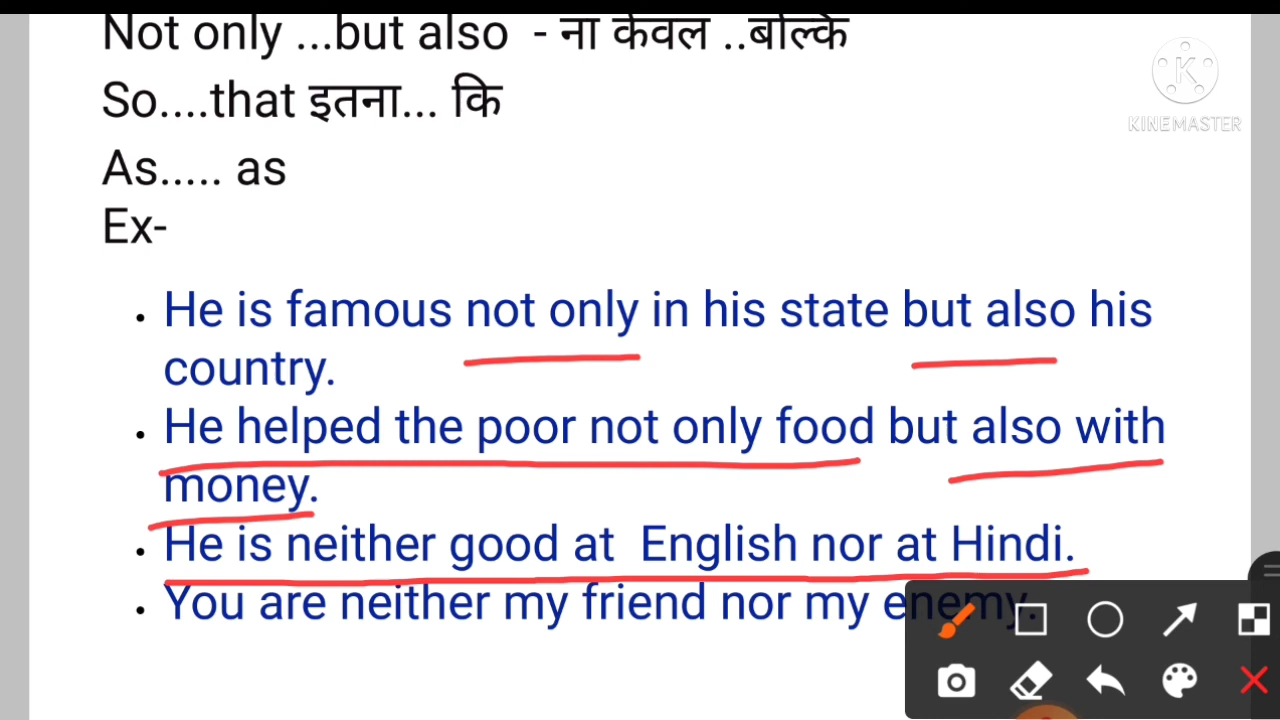 Not only ...but also - ना केवल ..बल्कि
So....that इतना... कि
As..... as
Ex-
KINEMASTER
He is famous not only in his state but also his
country.
He helped the poor not only food but also with
money.
He is neither good at English nor at Hindi.
You are neither my friend nor my enemy.